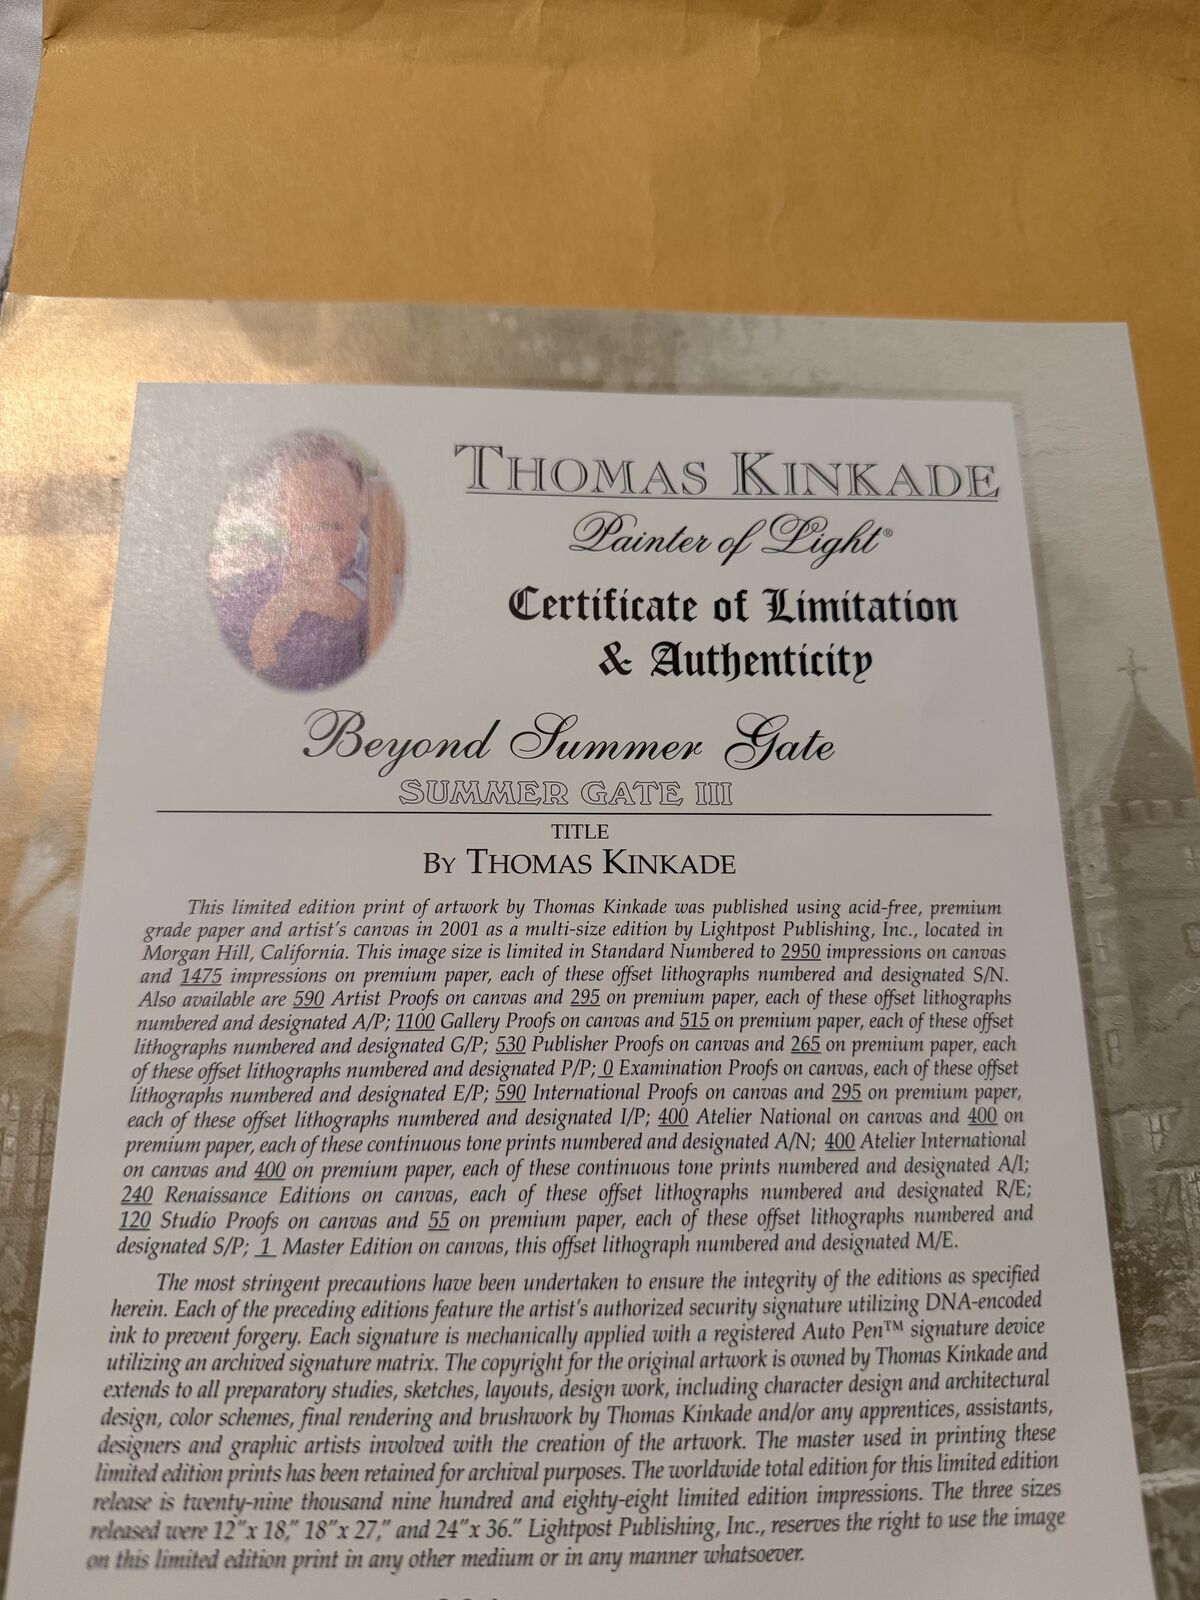 THOMAS KINKADE
Painter of Light®
Certificate of Limitation
& Authenticity
Beyond Summer Gate
SUMMER GATE III
TITLE
BY THOMAS KINKADE
This limited edition print of artwork by Thomas Kinkade was published using acid-free, premium
grade paper and artist's canvas in 2001 as a multi-size edition by Lightpost Publishing, Inc., located in
Morgan Hill, California. This image size is limited in Standard Numbered to 2950 impressions on canvas
and 1475 impressions on premium paper, each of these offset lithographs numbered and designated S/N.
Also available are 590 Artist Proofs on canvas and 295 on premium paper, each of these offset lithographs
numbered and designated A/P; 1100 Gallery Proofs on canvas and 515 on premium paper, each of these offset
lithographs numbered and designated G/P; 530 Publisher Proofs on canvas and 265 on premium paper, each
of these offset lithographs numbered and designated P/P; 0 Examination Proofs on canvas, each of these offset
lithographs numbered and designated E/P; 590 International Proofs on canvas and 295 on premium paper,
each of these offset lithographs numbered and designated I/P; 400 Atelier National on canvas and 400 on
premium paper, each of these continuous tone prints numbered and designated A/N; 400 Atelier International
on canvas and 400 on premium paper, each of these continuous tone prints numbered and designated A/I;
240 Renaissance Editions on canvas, each of these offset lithographs numbered and designated R/E;
120 Studio Proofs on canvas and 55 on premium paper, each of these offset lithographs numbered and
designated S/P; 1 Master Edition on canvas, this offset lithograph numbered and designated M/E.
The most stringent precautions have been undertaken to ensure the integrity of the editions as specified
herein. Each of the preceding editions feature the artist's authorized security signature utilizing DNA-encoded
ink to prevent forgery. Each signature is mechanically applied with a registered Auto Pen™ signature device
utilizing an archived signature matrix. The copyright for the original artwork is owned by Thomas Kinkade and
extends to all preparatory studies, sketches, layouts, design work, including character design and architectural
design, color schemes, final rendering and brushwork by Thomas Kinkade and/or any apprentices, assistants,
designers and graphic artists involved with the creation of the artwork. The master used in printing these
limited edition prints has been retained for archival purposes. The worldwide total edition for this limited edition
release is twenty-nine thousand nine hundred and eighty-eight limited edition impressions. The three sizes
released were 12"x 18," 18"x 27," and 24"x 36." Lightpost Publishing, Inc., reserves the right to use the image
on this limited edition print in any other medium or in any manner whatsoever.